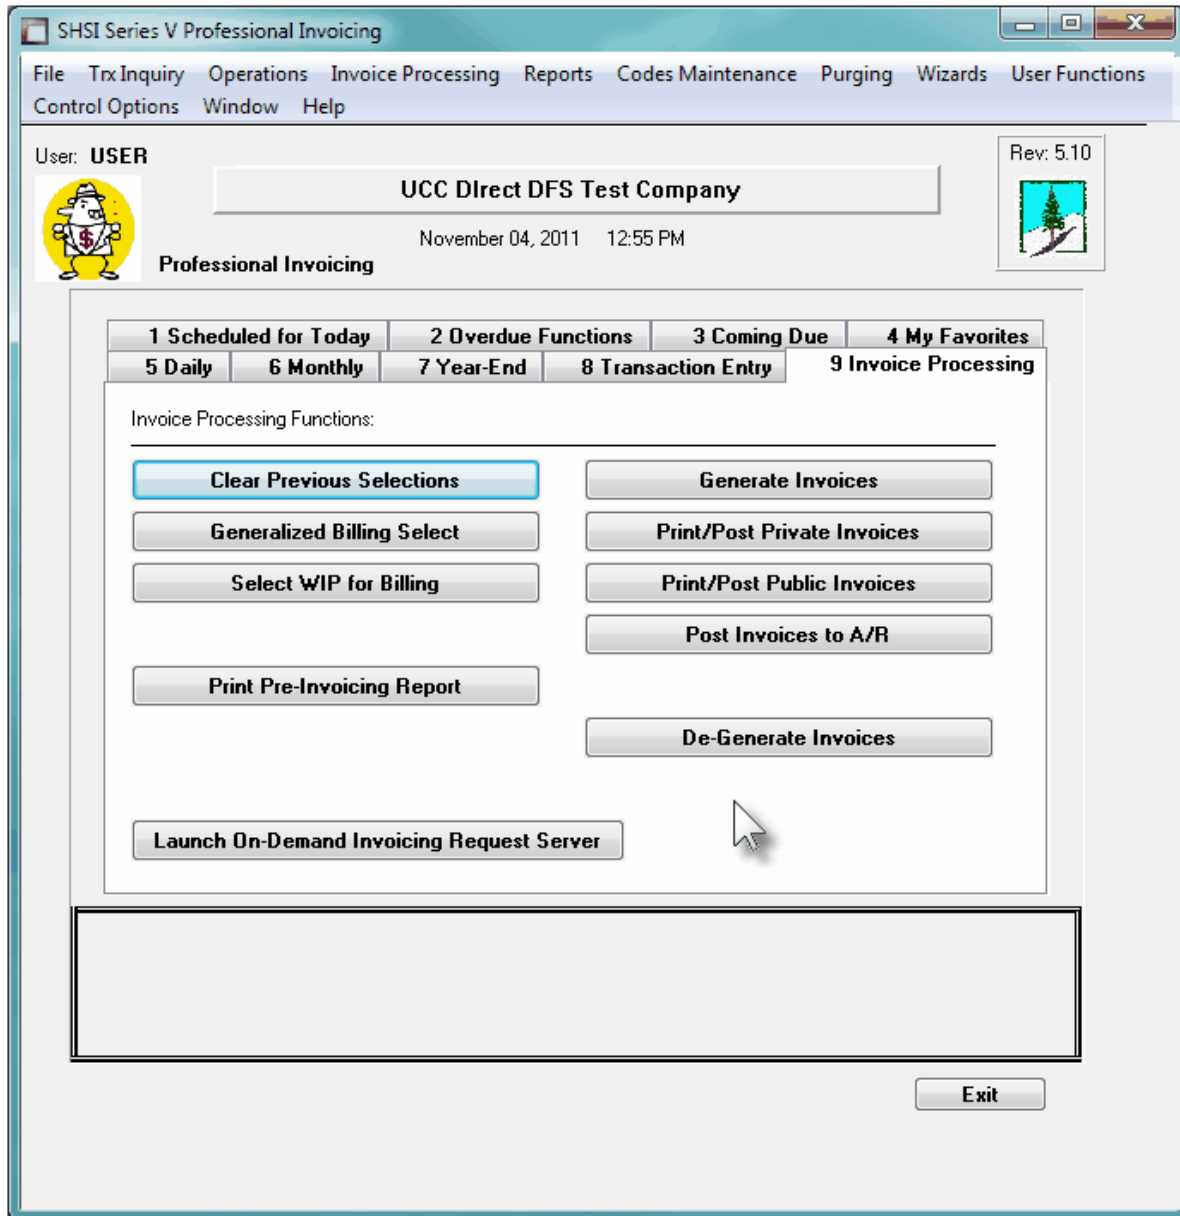 SHSI Series V Professional Invoicing
File Trx Inquiry Operations Invoice Processing Reports Codes Maintenance Purging Wizards User Functions
Control Options Window Help
User: USER
Rev: 5.10
UCC DIrect DFS Test Company
November 04, 2011 12:55 PM
$
Professional Invoicing
1 Scheduled for Today 2 Overdue Functions 3 Coming Due 4 My Favorites
5 Daily 6 Monthly 7 Year-End 8 Transaction Entry 9 Invoice Processing
Invoice Processing Functions:
Clear Previous Selections Generate Invoices
Generalized Billing Select Print/Post Private Invoices
Select WIP for Billing Print/Post Public Invoices
Post Invoices to A/R
Print Pre-Invoicing Report
De-Generate Invoices
Launch On-Demand Invoicing Request Server
Exit